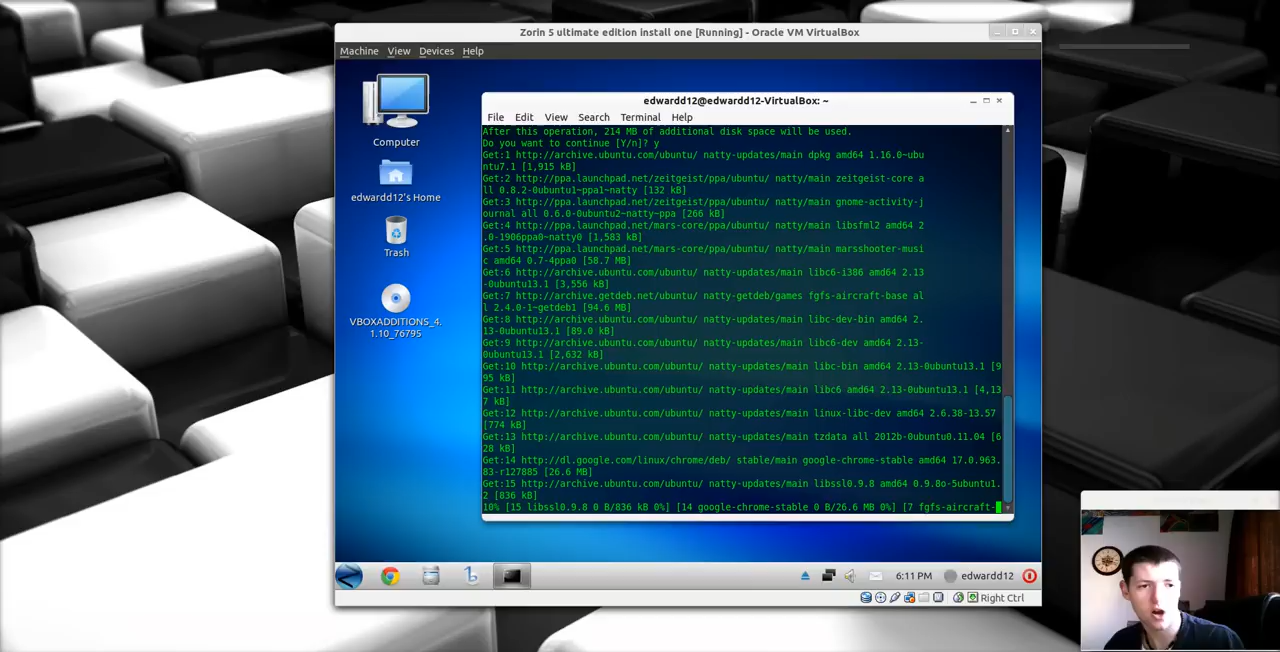 Zorin 5 ultimate edition install one [Running] - Oracle VM VirtualBox
Machine View Devices Help
Computer
edwardd12's Home
Trash
VBOXADDITIONS_4.
1.10_76795
edwardd12@edwardd12-VirtualBox: ~
File Edit View Search Terminal Help
After this operation, 214 MB of additional disk space will be used.
Do you want to continue [Y/n]? y
Get:1 http://archive.ubuntu.com/ubuntu/ natty-updates/main dpkg amd64 1.16.0~ubu
ntu7.1 [1,915 kB]
Get:2 http://ppa.launchpad.net/zeitgeist/ppa/ubuntu/ natty/main zeitgeist-core a
ll 0.8.2-0ubuntu1~ppa1~natty [132 kB]
Get:3 http://ppa.launchpad.net/zeitgeist/ppa/ubuntu/ natty/main gnome-activity-j
ournal all 0.6.0-0ubuntu2~natty~ppa [266 kB]
Get:4 http://ppa.launchpad.net/mars-core/ppa/ubuntu/ natty/main libsfml2 amd64 2
.0-1906ppa0~natty0 [1,583 kB]
Get:5 http://ppa.launchpad.net/mars-core/ppa/ubuntu/ natty/main marsshooter-musi
c amd64 0.7-4ppa0 [58.7 MB]
Get:6 http://archive.ubuntu.com/ubuntu/ natty-updates/main libc6-i386 amd64 2.13
-0ubuntu13.1 [3,556 kB]
Get:7 http://archive.getdeb.net/ubuntu/ natty-getdeb/games fgfs-aircraft-base al
l 2.4.0-1~getdeb1 [94.6 MB]
Get:8 http://archive.ubuntu.com/ubuntu/ natty-updates/main libc-dev-bin amd64 2.
13-0ubuntu13.1 [89.0 kB]
Get:9 http://archive.ubuntu.com/ubuntu/ natty-updates/main libc6-dev amd64 2.13-
0ubuntu13.1 [2,632 kB]
Get:10 http://archive.ubuntu.com/ubuntu/ natty-updates/main libc-bin amd64 2.13-0ubuntu13.1 [9
95 kB]
Get:11 http://archive.ubuntu.com/ubuntu/ natty-updates/main libc6 amd64 2.13-0ubuntu13.1 [4,13
7 kB]
Get:12 http://archive.ubuntu.com/ubuntu/ natty-updates/main linux-libc-dev amd64 2.6.38-13.57
[774 kB]
Get:13 http://archive.ubuntu.com/ubuntu/ natty-updates/main tzdata all 2012b-0ubuntu0.11.04 [6
28 kB]
Get:14 http://dl.google.com/linux/chrome/deb/ stable/main google-chrome-stable amd64 17.0.963.
83-r127885 [26.6 MB]
Get:15 http://archive.ubuntu.com/ubuntu/ natty-updates/main libssl0.9.8 amd64 0.9.8o-5ubuntu1.
2 [836 kB]
10% [15 libssl0.9.8 0 B/836 kB 0%] [14 google-chrome-stable 0 B/26.6 MB 0%] [7 fgfs-aircraft-
6:11 PM edwardd12
Right Ctrl